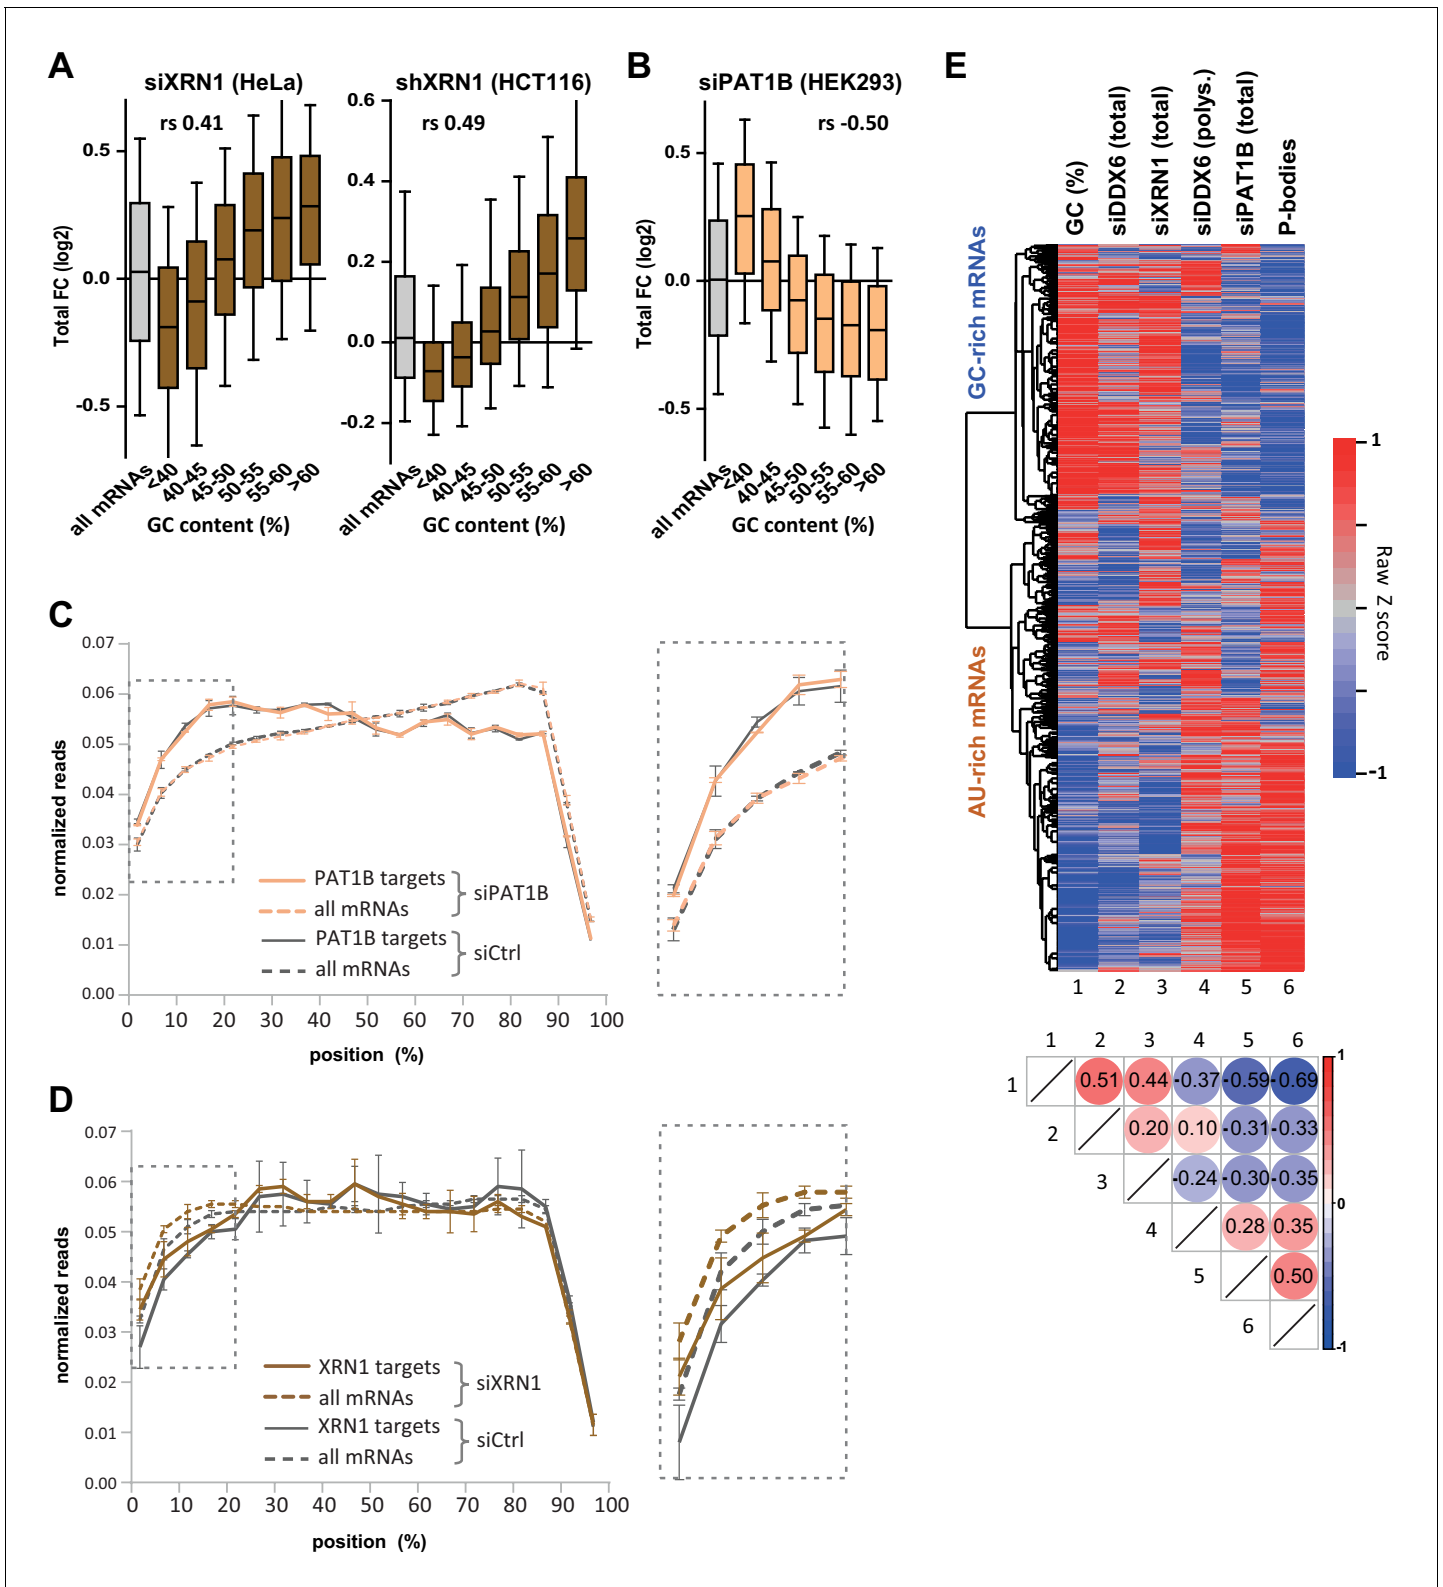 A
siXRN1 (HeLa)
rs 0.41
0.5
0.0
-0.5
Total FC (log2)
all mRNAs
<40
40-45
45-50
50-55
55-60
>60
GC content (%)
shXRN1 (HCT116)
rs 0.49
0.6
0.4
0.2
0.0
-0.2
all mRNAs
<40
40-45
45-50
50-55
55-60
>60
GC content (%)
B
siPAT1B (HEK293)
rs -0.50
0.5
0.0
-0.5
Total FC (log2)
all mRNAs
<40
40-45
45-50
50-55
55-60
>60
GC content (%)
C
0.07
0.06
0.05
0.04
0.03
0.02
0.01
0.00
normalized reads
PAT1B targets
all mRNAs
siPAT1B
PAT1B targets
all mRNAs
siCtrl
0 10 20 30 40 50 60 70 80 90 100
position (%)
D
0.07
0.06
0.05
0.04
0.03
0.02
0.01
0.00
normalized reads
XRN1 targets
all mRNAs
siXRN1
XRN1 targets
all mRNAs
siCtrl
0 10 20 30 40 50 60 70 80 90 100
position (%)
E
GC (%)
siDDX6 (total)
siXRN1 (total)
siDDX6 (polys.)
siPAT1B (total)
P-bodies
GC-rich mRNAs
AU-rich mRNAs
1
-1
Raw Z score
1 2 3 4 5 6
1 2 3 4 5 6
1 0.51 0.44 -0.37 -0.59 -0.69
2 0.20 0.10 -0.31 -0.33
3 -0.24 -0.30 -0.35
4 0.28 0.35
5 0.50
6
1
0
-1